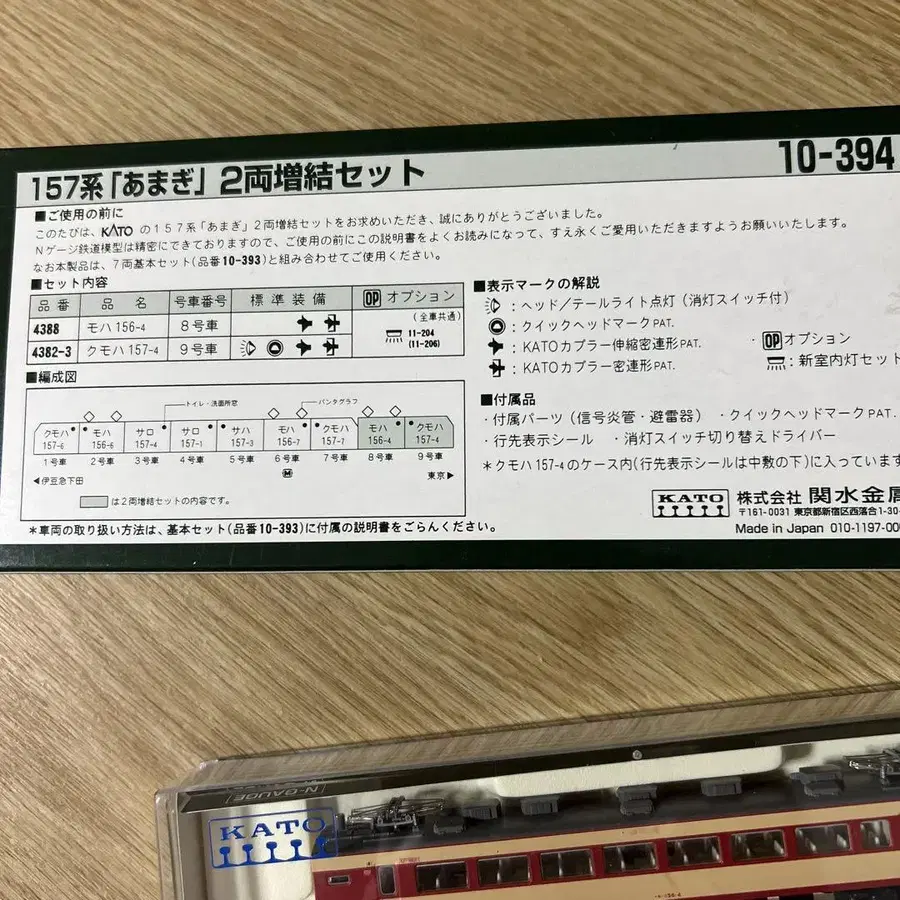 157系「あまぎ」2両増結セット
10-394
■ご使用の前に
このたびは、KATO の157系「あまぎ」2両増結セットをお求めいただき、誠にありがとうございました。
Nゲージ鉄道模型は精密にできておりますので、ご使用の前にこの説明書をよくお読みになって、すえ永くご愛用いただきますようお願いいたします。
なお本製品は、7両基本セット(品番10-393)と組み合わせてご使用ください。
■セット内容
品番 品名 号車番号 標準装備 OP オプション
4388 モハ156-4 8号車
4382-3 クモハ157-4 9号車
(全車共通)
11-204
(11-206)
■編成図
トイレ・洗面所窓 パンタグラフ
クモハ 157-6 モハ 156-6 サロ 157-4 サロ 157-1 サハ 157-3 モハ 156-7 クモハ 157-7 モハ 156-4 クモハ 157-4
1号車 2号車 3号車 4号車 5号車 6号車 7号車 8号車 9号車
◀伊豆急下田 M 東京▶
は2両増結セットの内容です。
*車両の取り扱い方法は、基本セット(品番10-393)に付属の説明書をごらんください。
■表示マークの解説
:ヘッド/テールライト点灯(消灯スイッチ付)
:クイックヘッドマークPAT.
:KATOカプラー伸縮密連形PAT.
:KATOカプラー密連形PAT.
・OP オプション
:新室内灯セット
■付属品
・付属パーツ(信号炎管・避雷器) ・クイックヘッドマークPAT.
・行先表示シール ・消灯スイッチ切り替えドライバー
*クモハ157-4のケース内(行先表示シールは中敷の下)に入っています
KATO 株式会社 関水金属
〒161-0031 東京都新宿区西落合1-30-
Made in Japan 010-1197-00
N-GAUGE
KATO